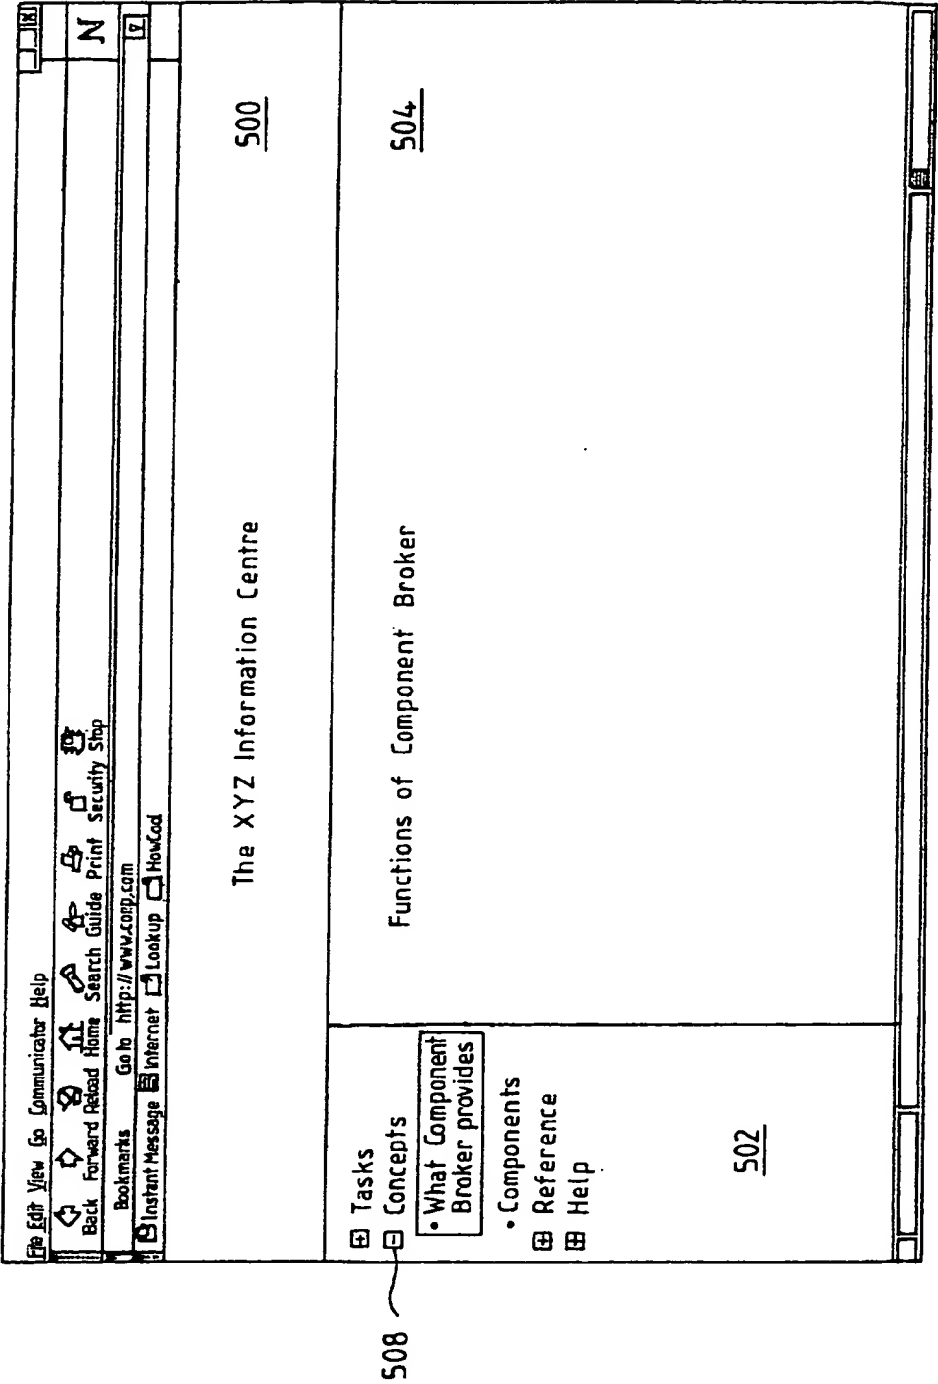 File Edit View Go Communicator Help
Back Forward Reload Home Search Guide Print Security Stop
N
Bookmarks Go to http://www.corp.com
Instant Message Internet Lookup HowCool
The XYZ Information Centre
500
+ Tasks
508
- Concepts
• What Component
Broker provides
• Components
+ Reference
+ Help
502
Functions of Component Broker
504